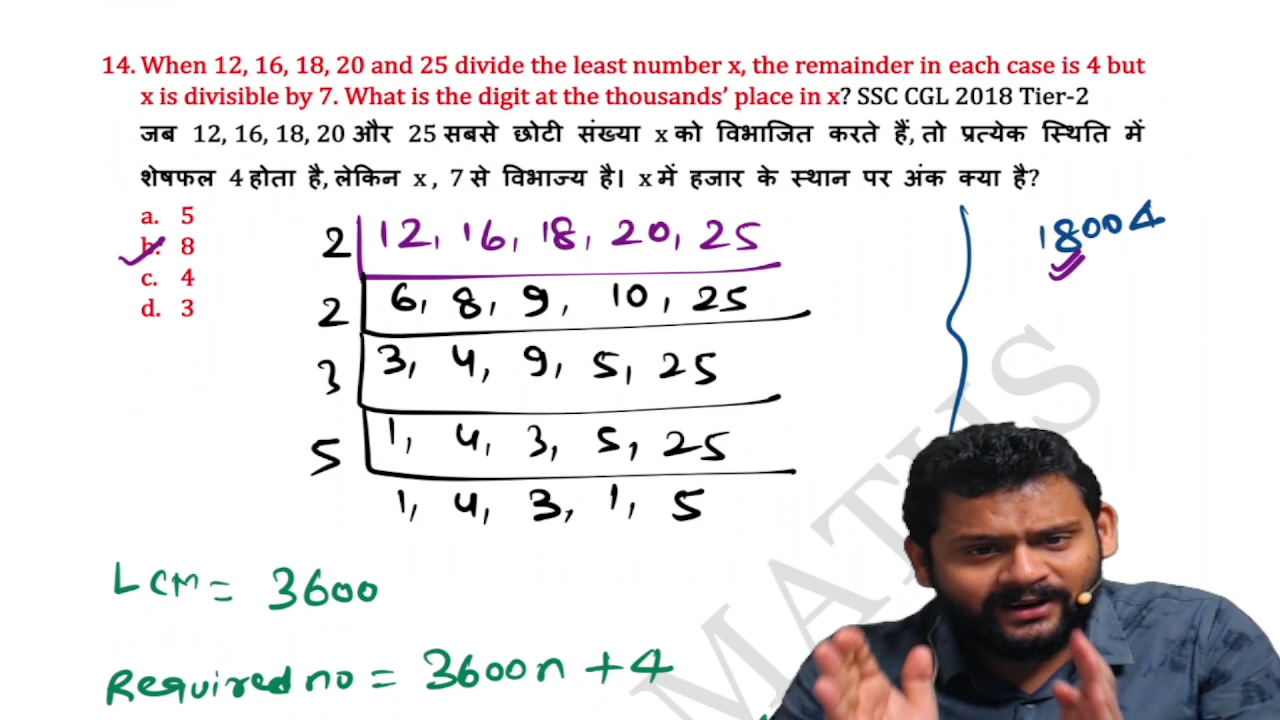 14. When 12, 16, 18, 20 and 25 divide the least number x, the remainder in each case is 4 but
x is divisible by 7. What is the digit at the thousands’ place in x? SSC CGL 2018 Tier-2
जब 12, 16, 18, 20 और 25 सबसे छोटी संख्या x को विभाजित करते हैं, तो प्रत्येक स्थिति में
शेषफल 4 होता है, लेकिन x , 7 से विभाज्य है। x में हजार के स्थान पर अंक क्या है?
a. 5
b. 8
c. 4
d. 3
2 12, 16, 18, 20, 25
2 6, 8, 9, 10, 25
3 3, 4, 9, 5, 25
5 1, 4, 3, 5, 25
1, 4, 3, 1, 5
18004
LCM = 3600
Required no = 3600n + 4
MATHS